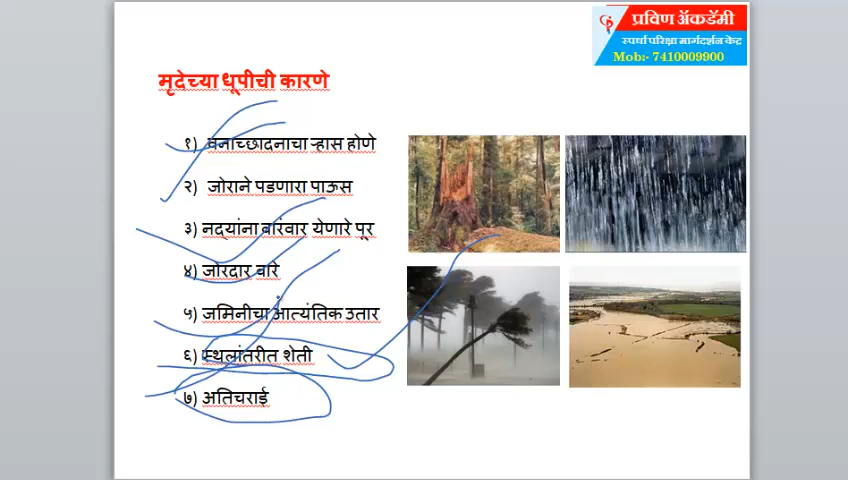 प्रविण ॲकडॅमी
स्पर्धा परिक्षा मार्गदर्शन केंद्र
Mob:- 7410009900
मृदेच्या धूपीची कारणे
१) वनाच्छादनाचा ऱ्हास होणे
२) जोराने पडणारा पाऊस
३) नद्यांना वारंवार येणारे पूर
४) जोरदार वारे
५) जमिनीचा आत्यंतिक उतार
६) स्थलांतरीत शेती
७) अतिचराई